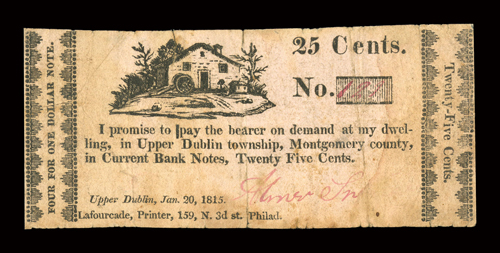 FOUR FOR ONE DOLLAR NOTE.
25 Cents.
No.
I promise to pay the bearer on demand at my dwel-
ling, in Upper Dublin township, Montgomery county,
in Current Bank Notes, Twenty Five Cents.
Upper Dublin, Jan. 20, 1815.
Lafourcade, Printer, 159, N. 3d st. Philad.
Twenty-Five Cents.